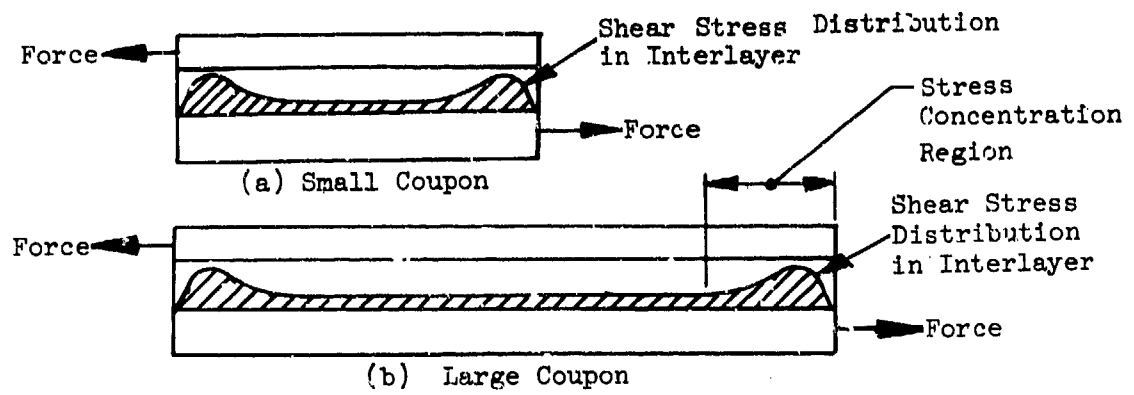 Force
Shear Stress Distribution
in Interlayer
Force
(a) Small Coupon
Stress
Concentration
Region
Force
Shear Stress
Distribution
in Interlayer
Force
(b) Large Coupon